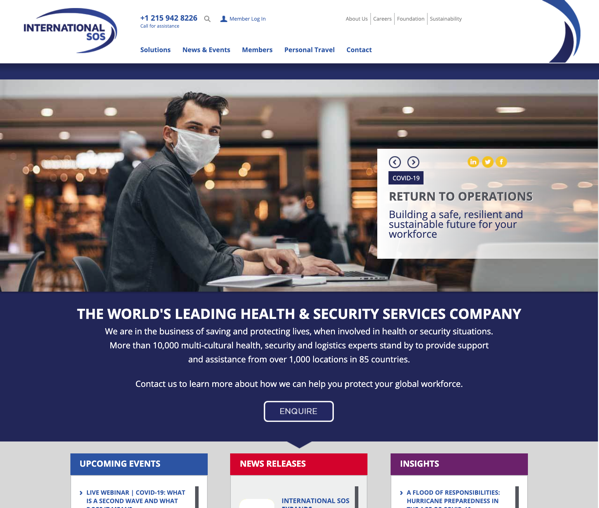 INTERNATIONAL
SOS
+1 215 942 8226
Call for assistance
Member Log In
About Us
Careers
Foundation
Sustainability
Solutions
News & Events
Members
Personal Travel
Contact
COVID-19
RETURN TO OPERATIONS
Building a safe, resilient and
sustainable future for your
workforce
THE WORLD'S LEADING HEALTH & SECURITY SERVICES COMPANY
We are in the business of saving and protecting lives, when involved in health or security situations.
More than 10,000 multi-cultural health, security and logistics experts stand by to provide support
and assistance from over 1,000 locations in 85 countries.
Contact us to learn more about how we can help you protect your global workforce.
ENQUIRE
UPCOMING EVENTS
LIVE WEBINAR | COVID-19: WHAT
IS A SECOND WAVE AND WHAT
NEWS RELEASES
INTERNATIONAL SOS
INSIGHTS
A FLOOD OF RESPONSIBILITIES:
HURRICANE PREPAREDNESS IN